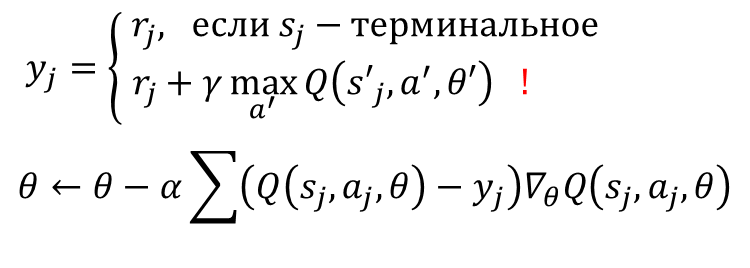 y_j = { r_j, если s_j − терминальное
r_j + γ max_{a′} Q(s′_j, a′, θ′) !
θ ← θ − α ∑(Q(s_j, a_j, θ) − y_j)∇_θ Q(s_j, a_j, θ)